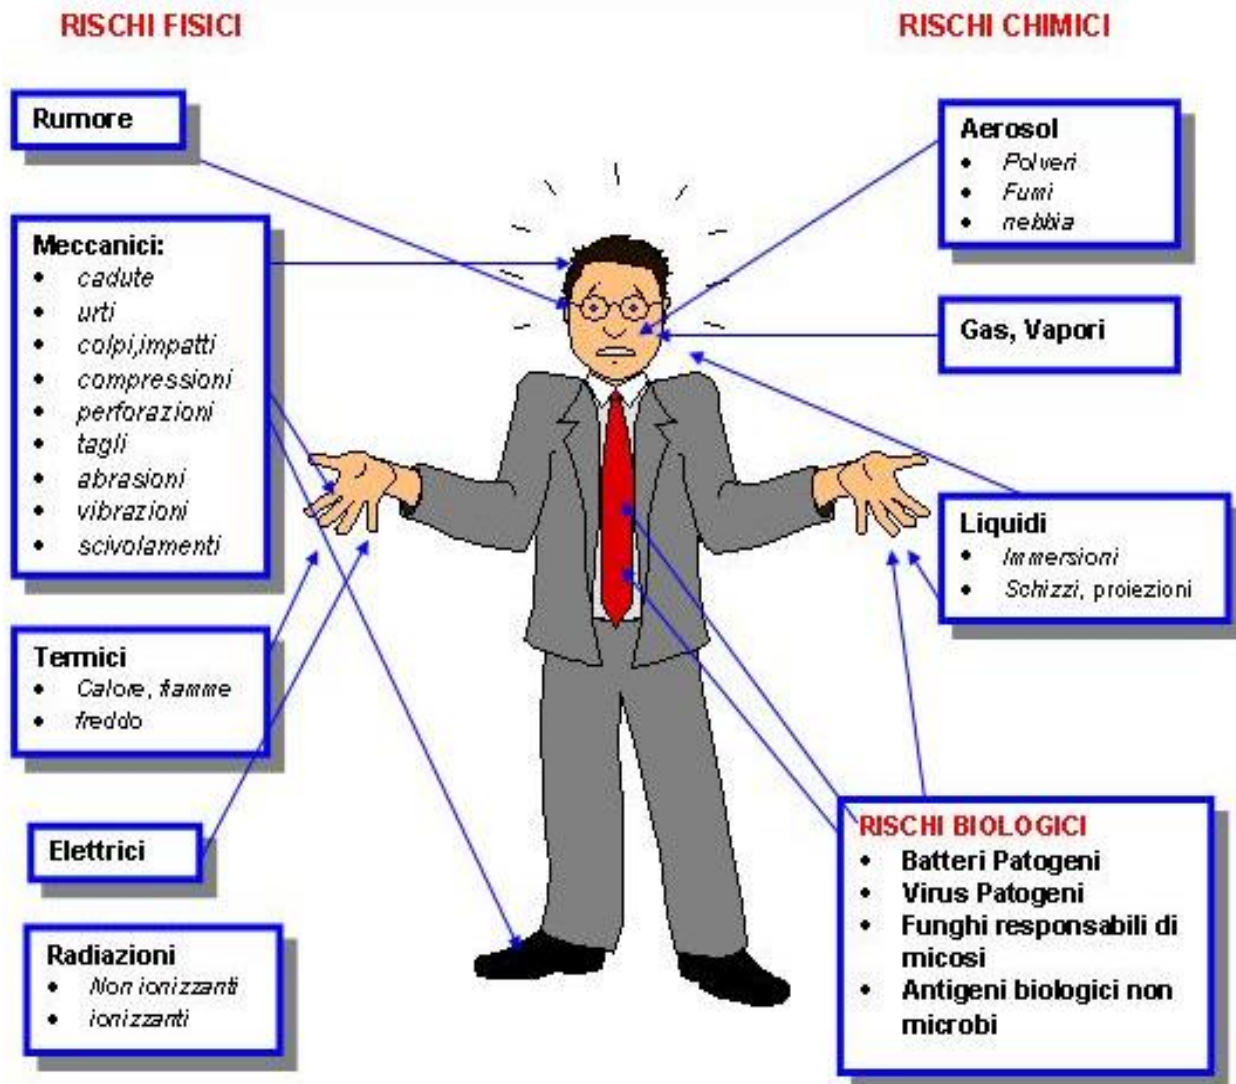 RISCHI FISICI
RISCHI CHIMICI
Rumore
Meccanici:
• cadute
• urti
• colpi,impatti
• compressioni
• perforazioni
• tagli
• abrasioni
• vibrazioni
• scivolamenti
Termici
• Calore, fiamme
• freddo
Elettrici
Radiazioni
• Non ionizzanti
• ionizzanti
Aerosol
• Polveri
• Fumi
• nebbia
Gas, Vapori
Liquidi
• Immersioni
• Schizzi, proiezioni
RISCHI BIOLOGICI
• Batteri Patogeni
• Virus Patogeni
• Funghi responsabili di
micosi
• Antigeni biologici non
microbi